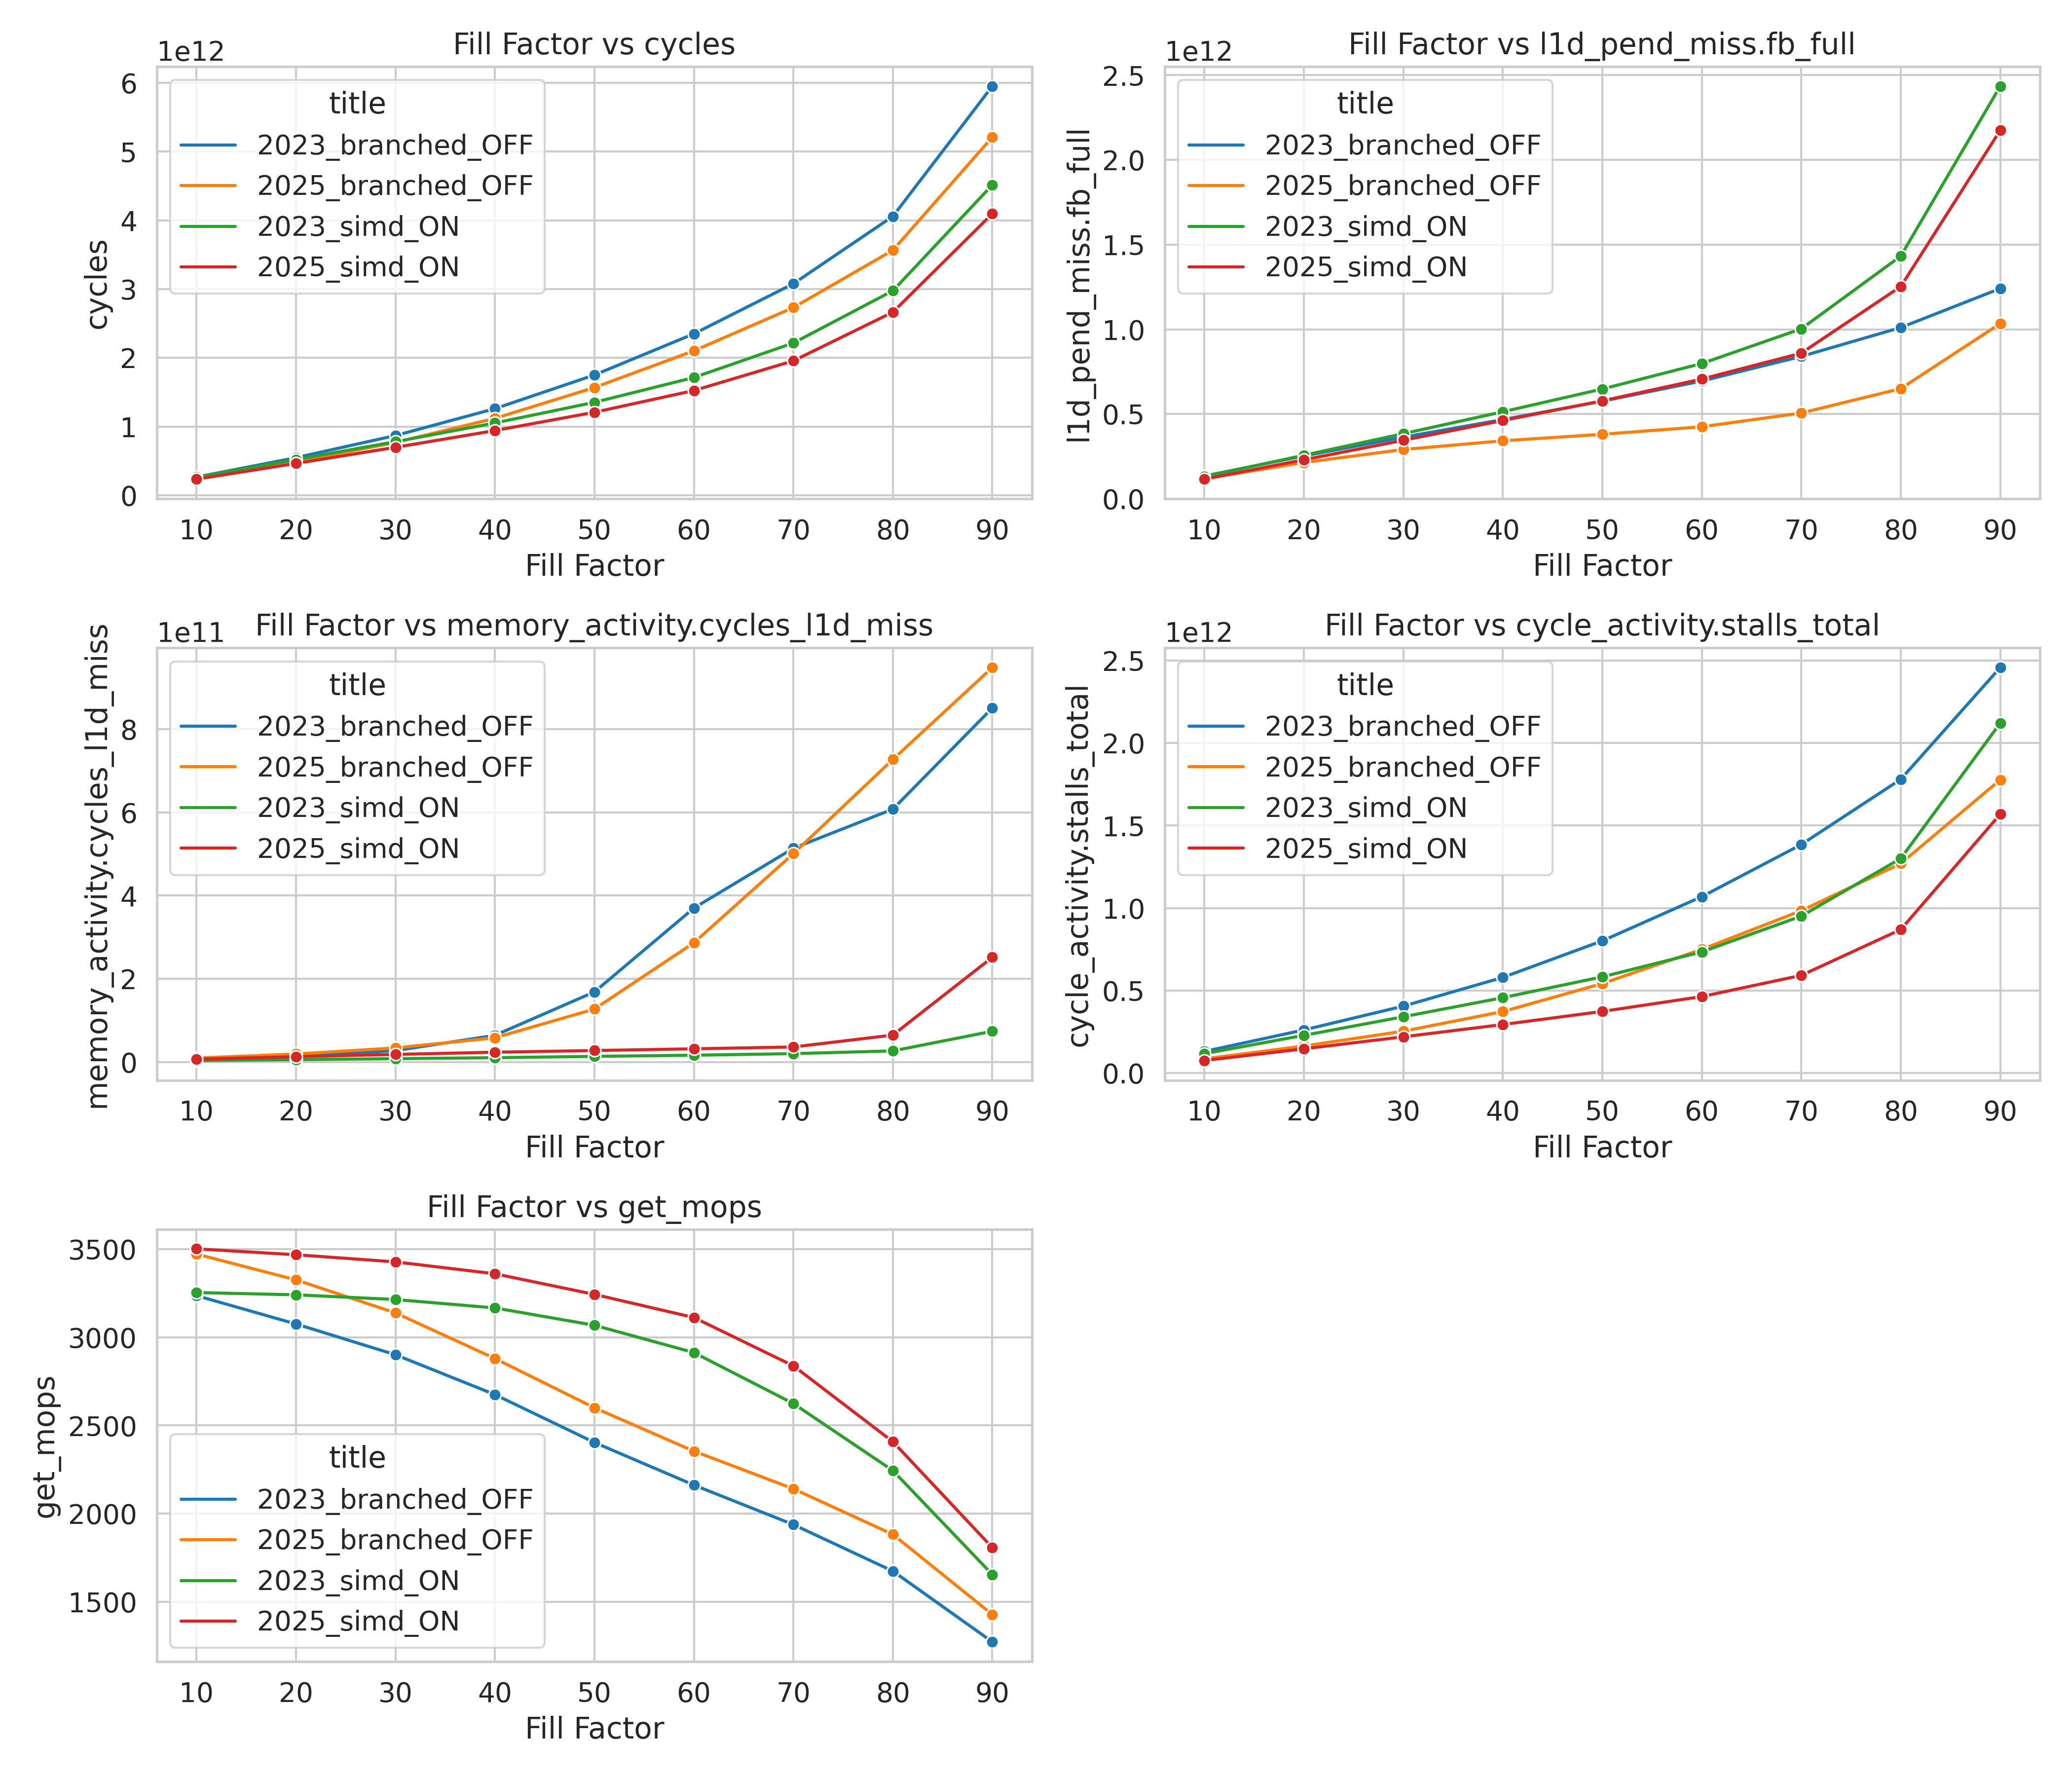 Fill Factor vs cycles
1e12
6
5
4
3
2
1
0
cycles
title
2023_branched_OFF
2025_branched_OFF
2023_simd_ON
2025_simd_ON
10 20 30 40 50 60 70 80 90
Fill Factor
Fill Factor vs l1d_pend_miss.fb_full
1e12
2.5
2.0
1.5
1.0
0.5
0.0
l1d_pend_miss.fb_full
title
2023_branched_OFF
2025_branched_OFF
2023_simd_ON
2025_simd_ON
10 20 30 40 50 60 70 80 90
Fill Factor
Fill Factor vs memory_activity.cycles_l1d_miss
1e11
8
6
4
2
0
memory_activity.cycles_l1d_miss
title
2023_branched_OFF
2025_branched_OFF
2023_simd_ON
2025_simd_ON
10 20 30 40 50 60 70 80 90
Fill Factor
Fill Factor vs cycle_activity.stalls_total
1e12
2.5
2.0
1.5
1.0
0.5
0.0
cycle_activity.stalls_total
title
2023_branched_OFF
2025_branched_OFF
2023_simd_ON
2025_simd_ON
10 20 30 40 50 60 70 80 90
Fill Factor
Fill Factor vs get_mops
3500
3000
2500
2000
1500
get_mops
title
2023_branched_OFF
2025_branched_OFF
2023_simd_ON
2025_simd_ON
10 20 30 40 50 60 70 80 90
Fill Factor